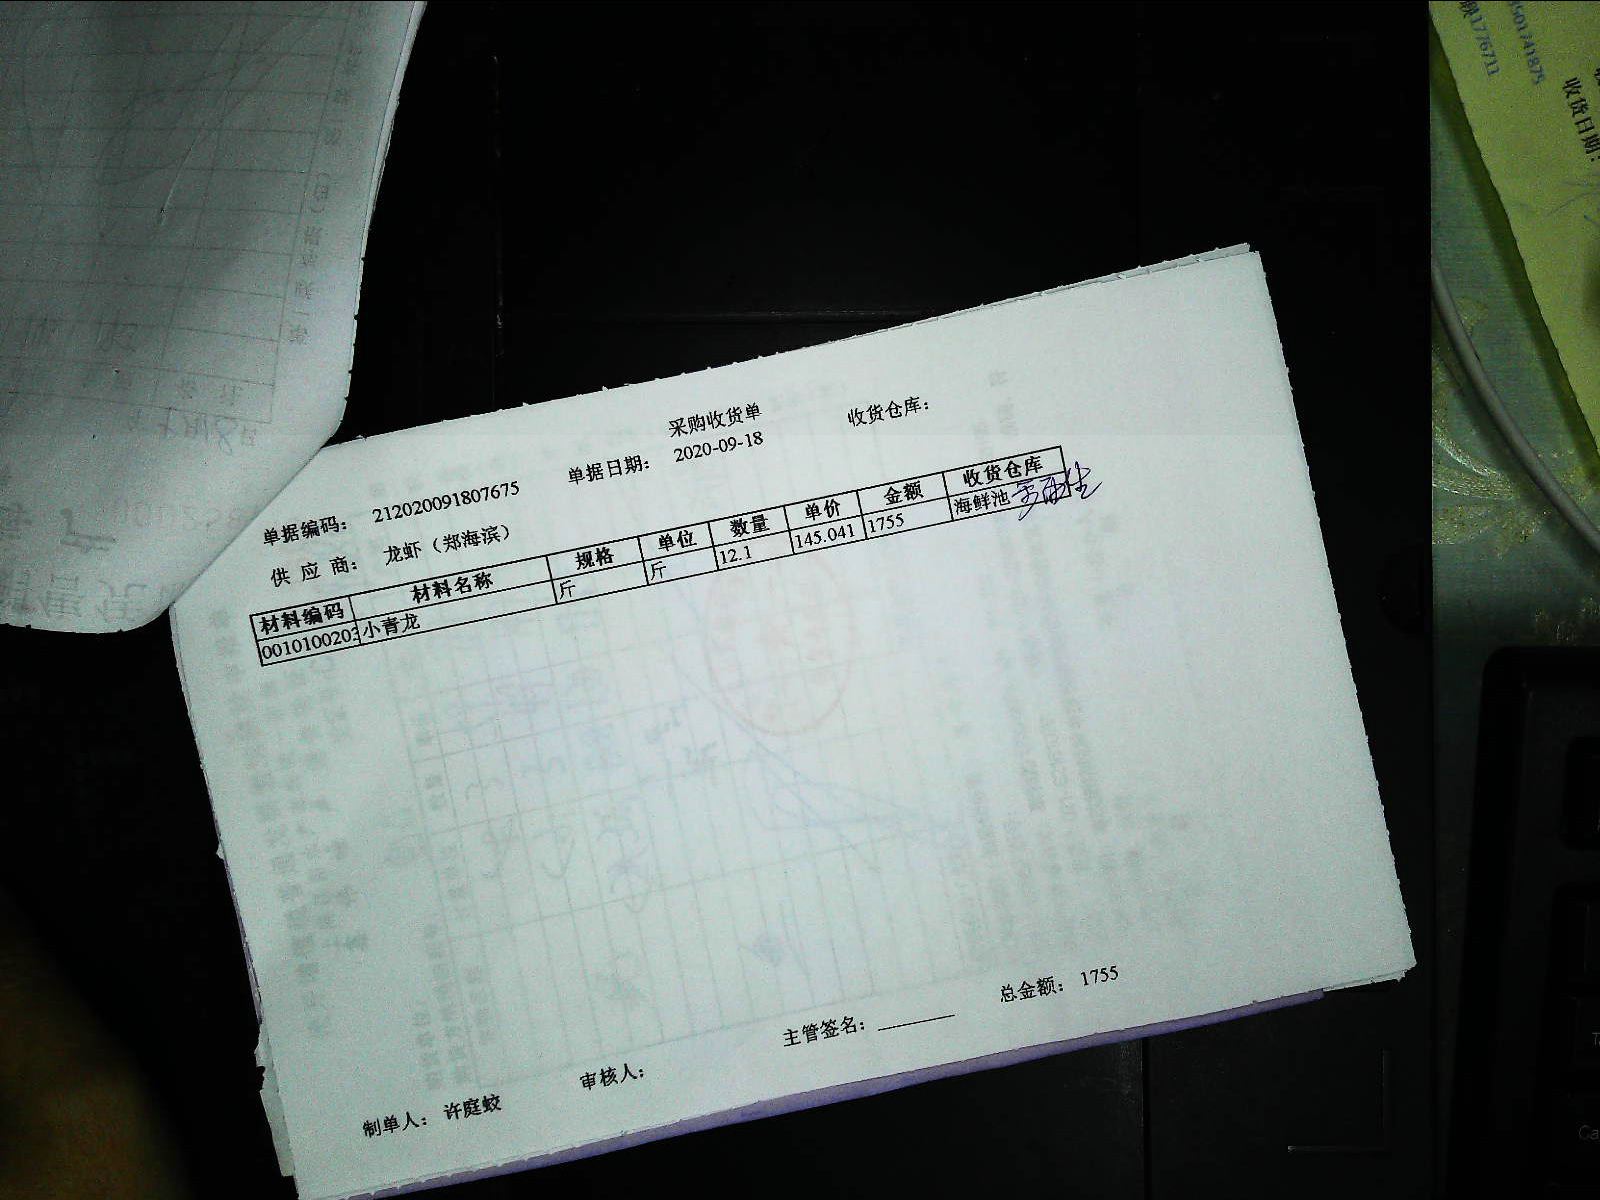 采购收货单
单据编码: 212020091807675 单据日期: 2020-09-18 收货仓库:
供 应 商: 龙虾（郑海滨）
材料编码 材料名称 规格 单位 数量 单价 金额 收货仓库
0010100203 小青龙 斤 斤 12.1 145.041 1755 海鲜池
总金额: 1755
制单人: 许庭蛟 审核人: 主管签名:
收货日期: